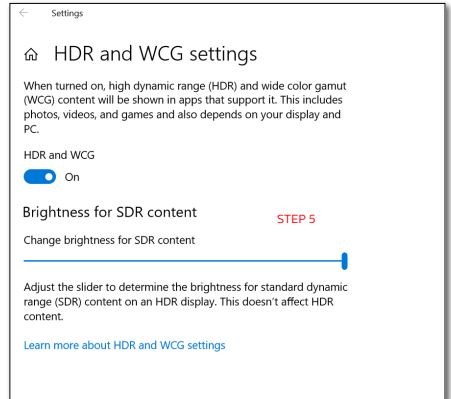 Settings
HDR and WCG settings
When turned on, high dynamic range (HDR) and wide color gamut
(WCG) content will be shown in apps that support it. This includes
photos, videos, and games and also depends on your display and
PC.
HDR and WCG
On
Brightness for SDR content
STEP 5
Change brightness for SDR content
Adjust the slider to determine the brightness for standard dynamic
range (SDR) content on an HDR display. This doesn't affect HDR
content.
Learn more about HDR and WCG settings